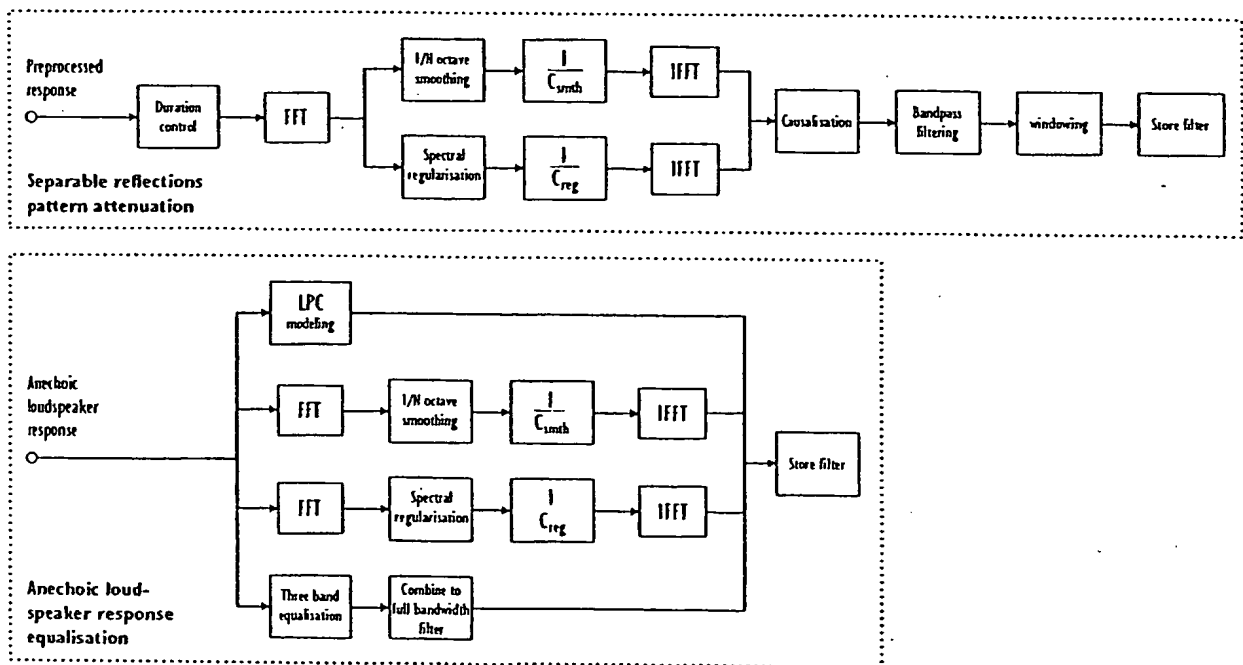 Preprocessed
response
Duration
control
FFT
1/N octave
smoothing
1
C_smth
IFFT
Spectral
regularisation
1
C_reg
IFFT
Causalisation
Bandpass
filtering
windowing
Store filter
Separable reflections
pattern attenuation
LPC
modeling
Anechoic
loudspeaker
response
FFT
1/N octave
smoothing
1
C_smth
IFFT
Store filter
FFT
Spectral
regularisation
1
C_reg
IFFT
Anechoic loud-
speaker response
equalisation
Three band
equalisation
Combine to
full bandwidth
filter